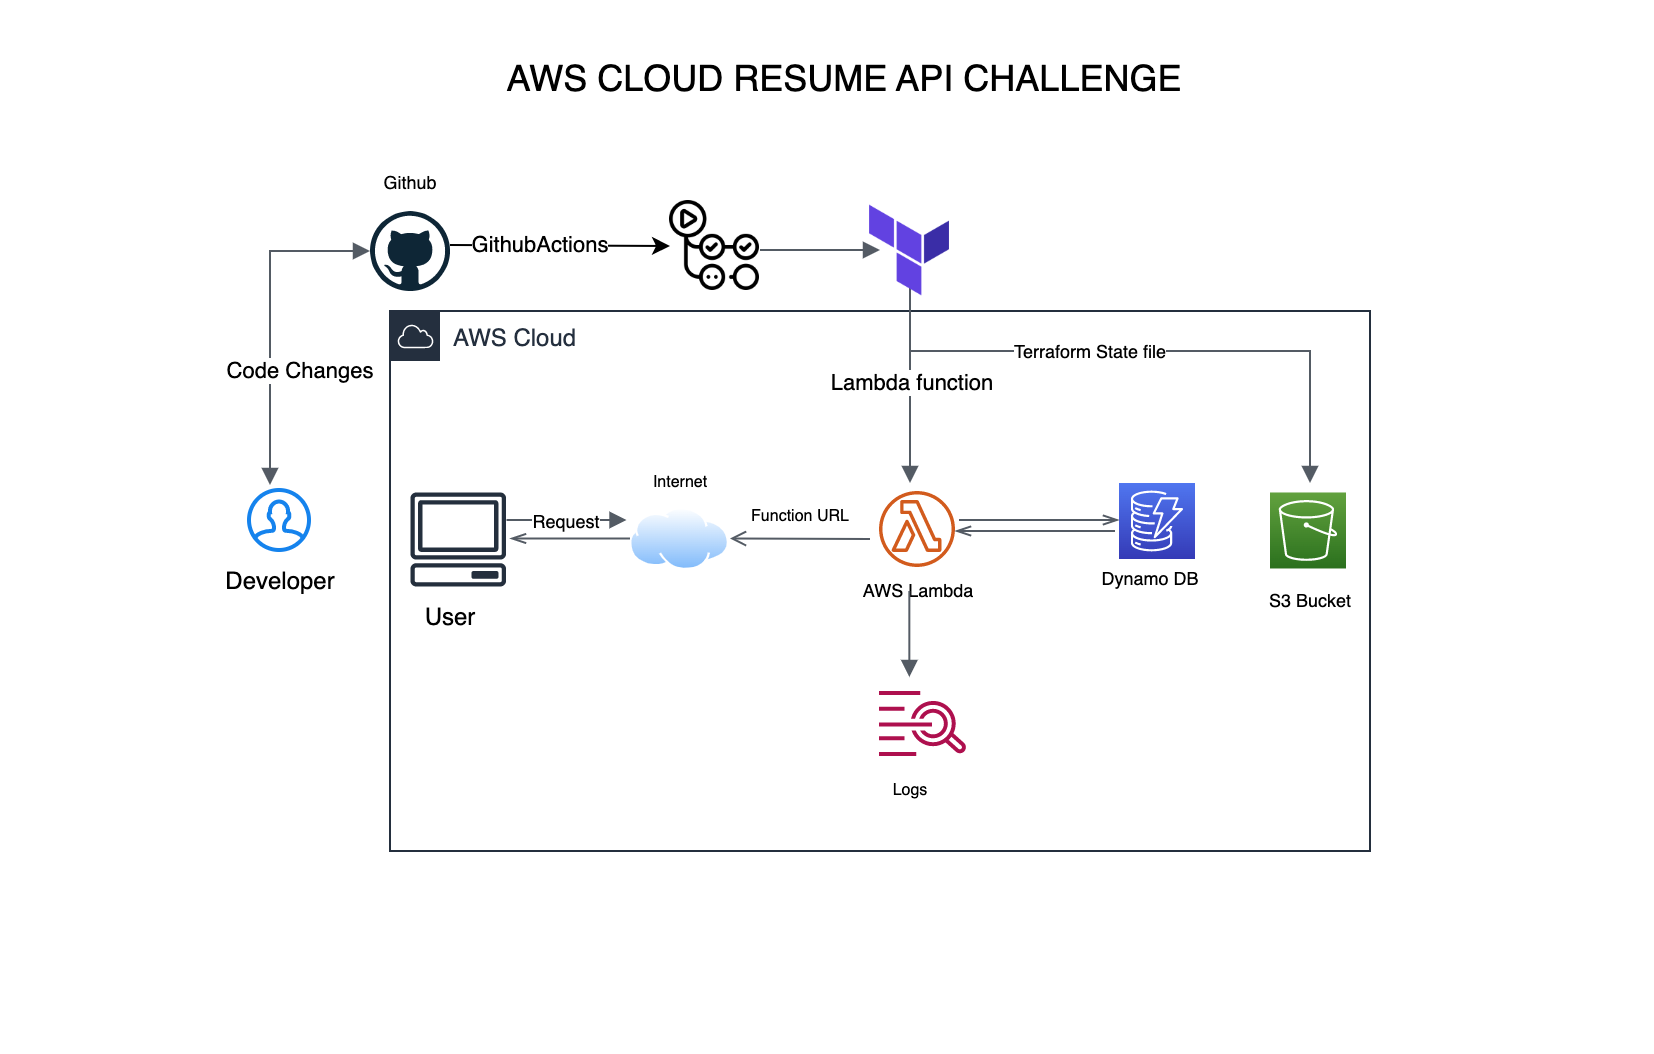 AWS CLOUD RESUME API CHALLENGE
Github
GithubActions
AWS Cloud
Terraform State file
Code Changes
Lambda function
Internet
Request
Function URL
Developer
User
AWS Lambda
Dynamo DB
S3 Bucket
Logs